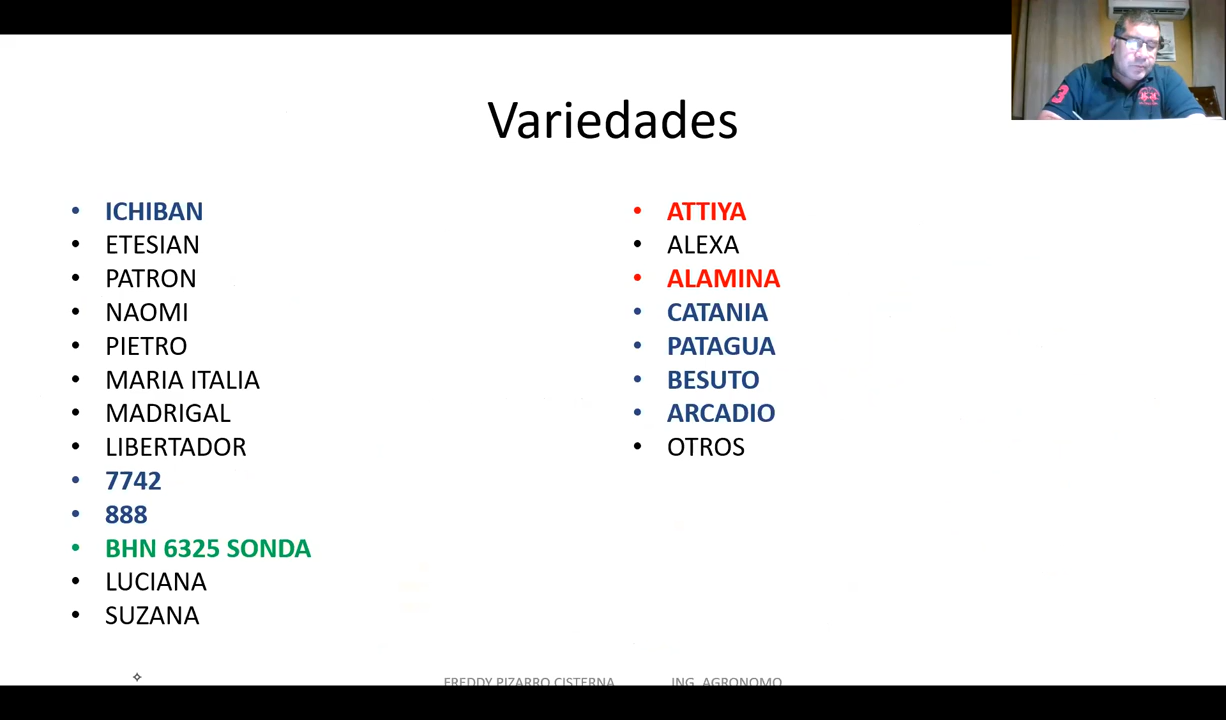 Variedades
• ICHIBAN
• ETESIAN
• PATRON
• NAOMI
• PIETRO
• MARIA ITALIA
• MADRIGAL
• LIBERTADOR
• 7742
• 888
• BHN 6325 SONDA
• LUCIANA
• SUZANA
• ATTIYA
• ALEXA
• ALAMINA
• CATANIA
• PATAGUA
• BESUTO
• ARCADIO
• OTROS
FREDDY PIZARRO CISTERNA ING. AGRONOMO
3